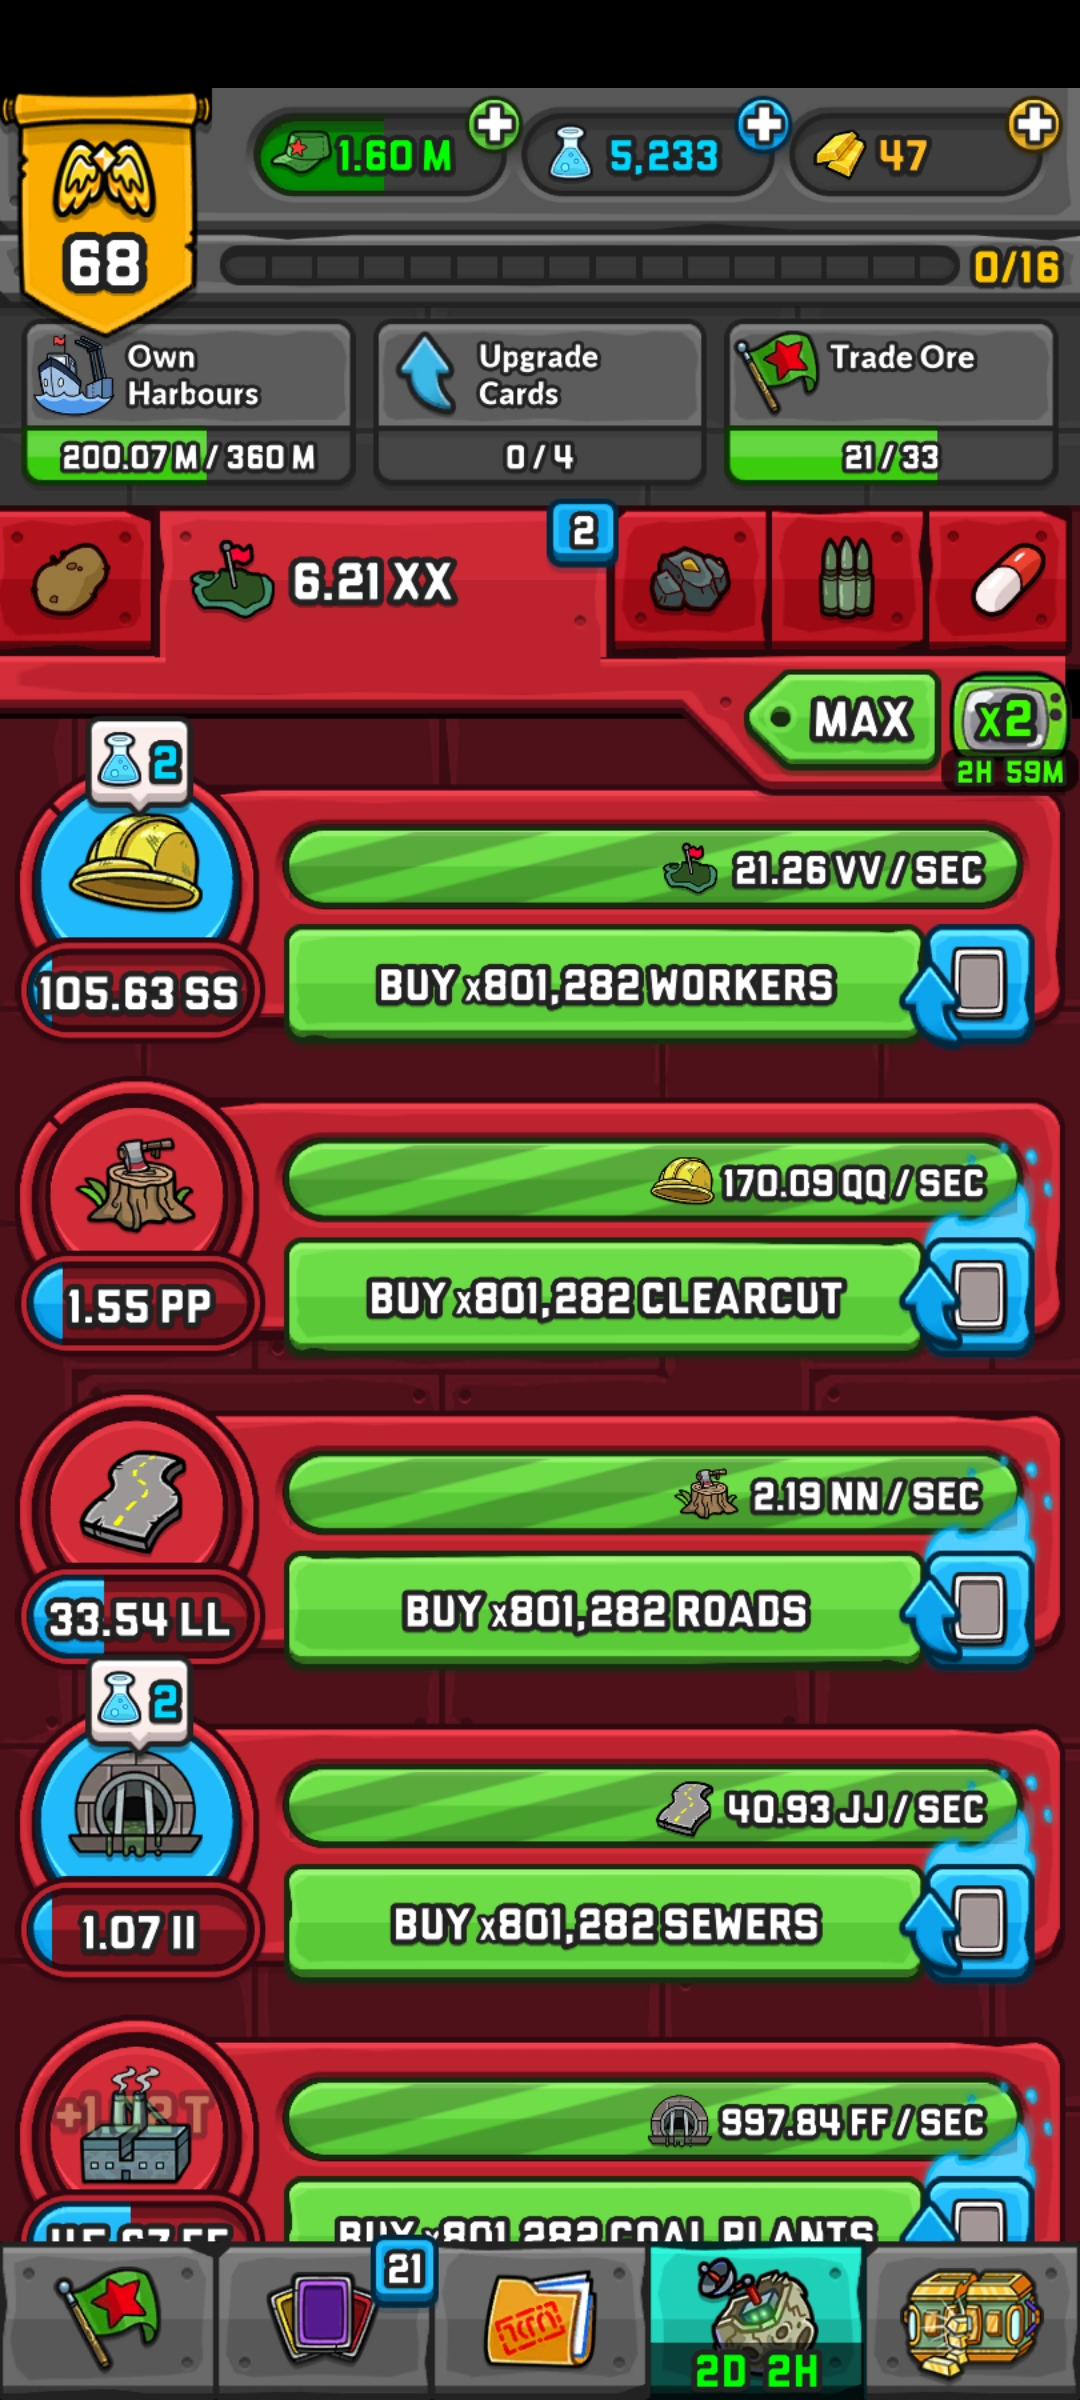 1.60 M
5,233
47
68
0/16
Own
Harbours
200.07 M / 360 M
Upgrade
Cards
0 / 4
Trade Ore
21 / 33
6.21 XX
2
MAX
x2
2H 59M
2
21.26 VV / SEC
105.63 SS
BUY x801,282 WORKERS
170.09 QQ / SEC
1.55 PP
BUY x801,282 CLEARCUT
2.19 NN / SEC
33.54 LL
BUY x801,282 ROADS
2
40.93 JJ / SEC
1.07 II
BUY x801,282 SEWERS
997.84 FF / SEC
BUY x801,282 COAL PLANTS
21
2D 2H